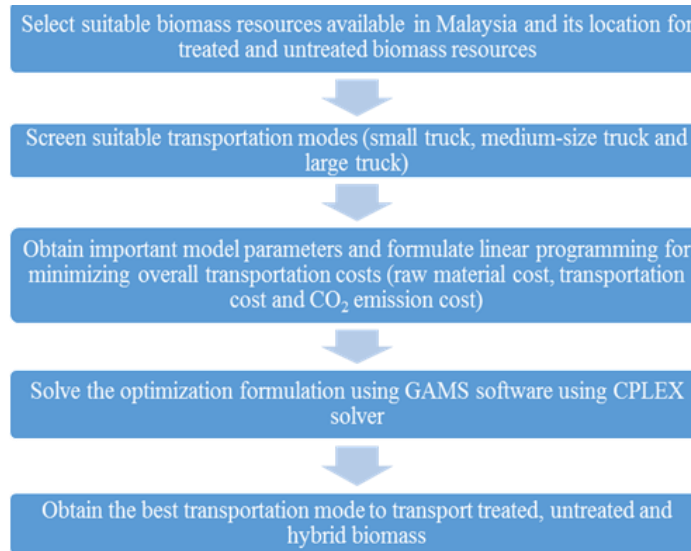 Select suitable biomass resources available in Malaysia and its location for
treated and untreated biomass resources
Screen suitable transportation modes (small truck, medium-size truck and
large truck)
Obtain important model parameters and formulate linear programming for
minimizing overall transportation costs (raw material cost, transportation
cost and CO₂ emission cost)
Solve the optimization formulation using GAMS software using CPLEX
solver
Obtain the best transportation mode to transport treated, untreated and
hybrid biomass